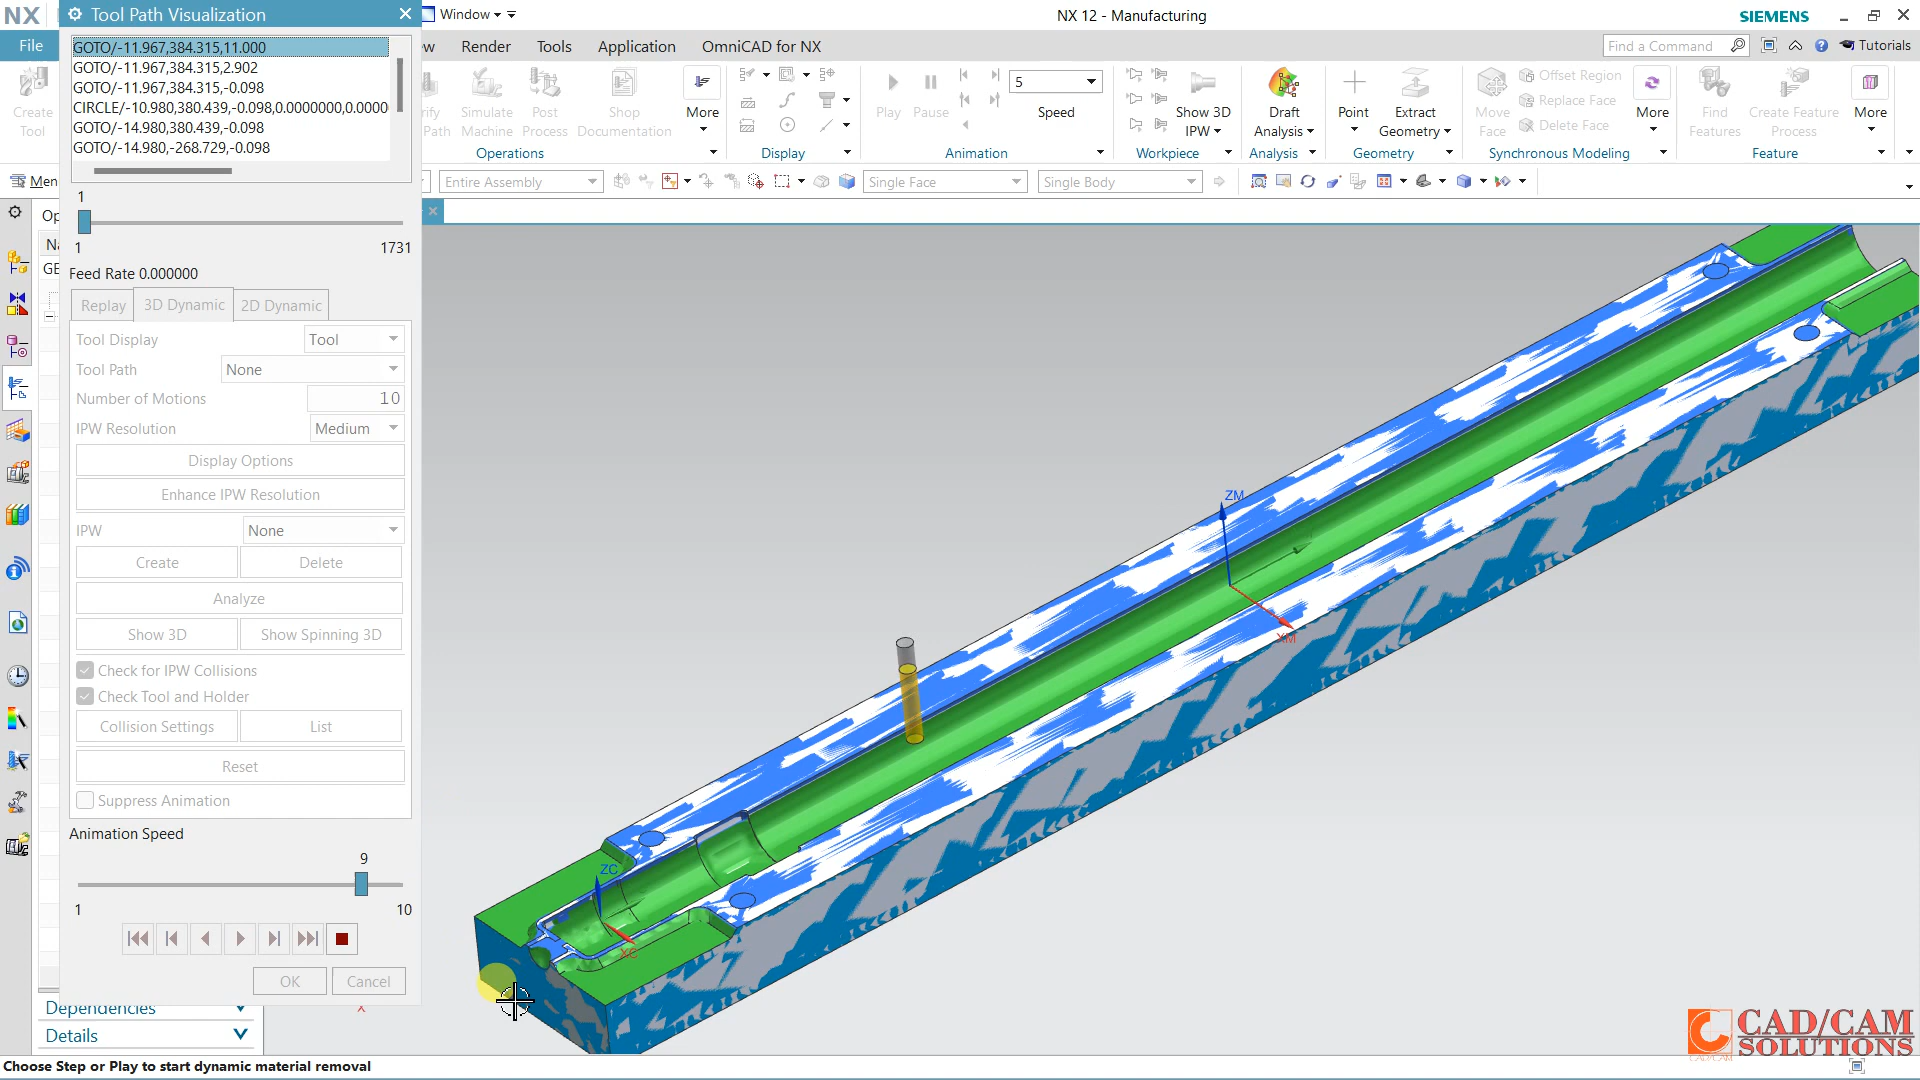 NX
Tool Path Visualization
Window
NX 12 - Manufacturing
SIEMENS
File
Render
Tools
Application
OmniCAD for NX
Find a Command
Tutorials
GOTO/-11.967,384.315,11.000
GOTO/-11.967,384.315,2.902
GOTO/-11.967,384.315,-0.098
CIRCLE/-10.980,380.439,-0.098,0.0000000,0.0000
GOTO/-14.980,380.439,-0.098
GOTO/-14.980,-268.729,-0.098
Create
Tool
Path
Simulate
Machine
Post
Process
Shop
Documentation
More
Operations
Display
Play
Pause
5
Speed
Animation
Show 3D
IPW
Workpiece
Draft
Analysis
Analysis
Point
Extract
Geometry
Geometry
Move
Face
Offset Region
Replace Face
Delete Face
More
Synchronous Modeling
Find
Features
Create Feature
Process
More
Feature
Men
Entire Assembly
Single Face
Single Body
1
1
1731
Op
Na
GE
Feed Rate 0.000000
Replay
3D Dynamic
2D Dynamic
Tool Display
Tool
Tool Path
None
Number of Motions
10
IPW Resolution
Medium
Display Options
Enhance IPW Resolution
IPW
None
Create
Delete
Analyze
Show 3D
Show Spinning 3D
Check for IPW Collisions
Check Tool and Holder
Collision Settings
List
Reset
Suppress Animation
Animation Speed
9
1
10
OK
Cancel
Dependencies
X
Details
ZM
XM
ZC
XC
CAD/CAM
SOLUTIONS
Choose Step or Play to start dynamic material removal